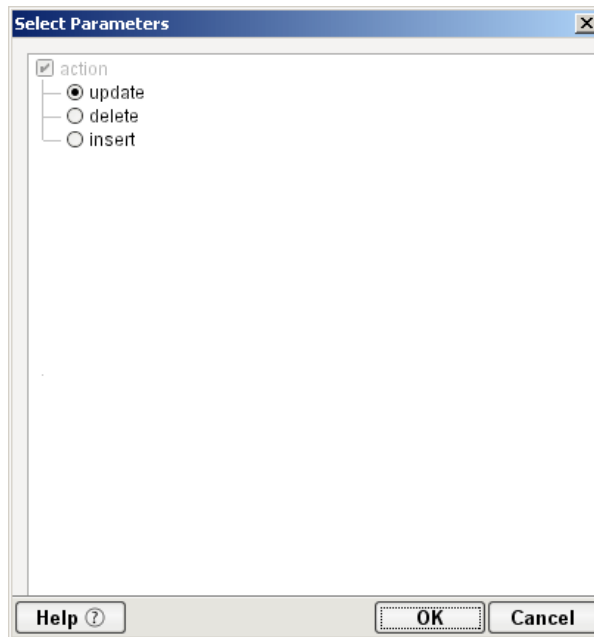 Select Parameters
action
update
delete
insert
Help ?
OK
Cancel